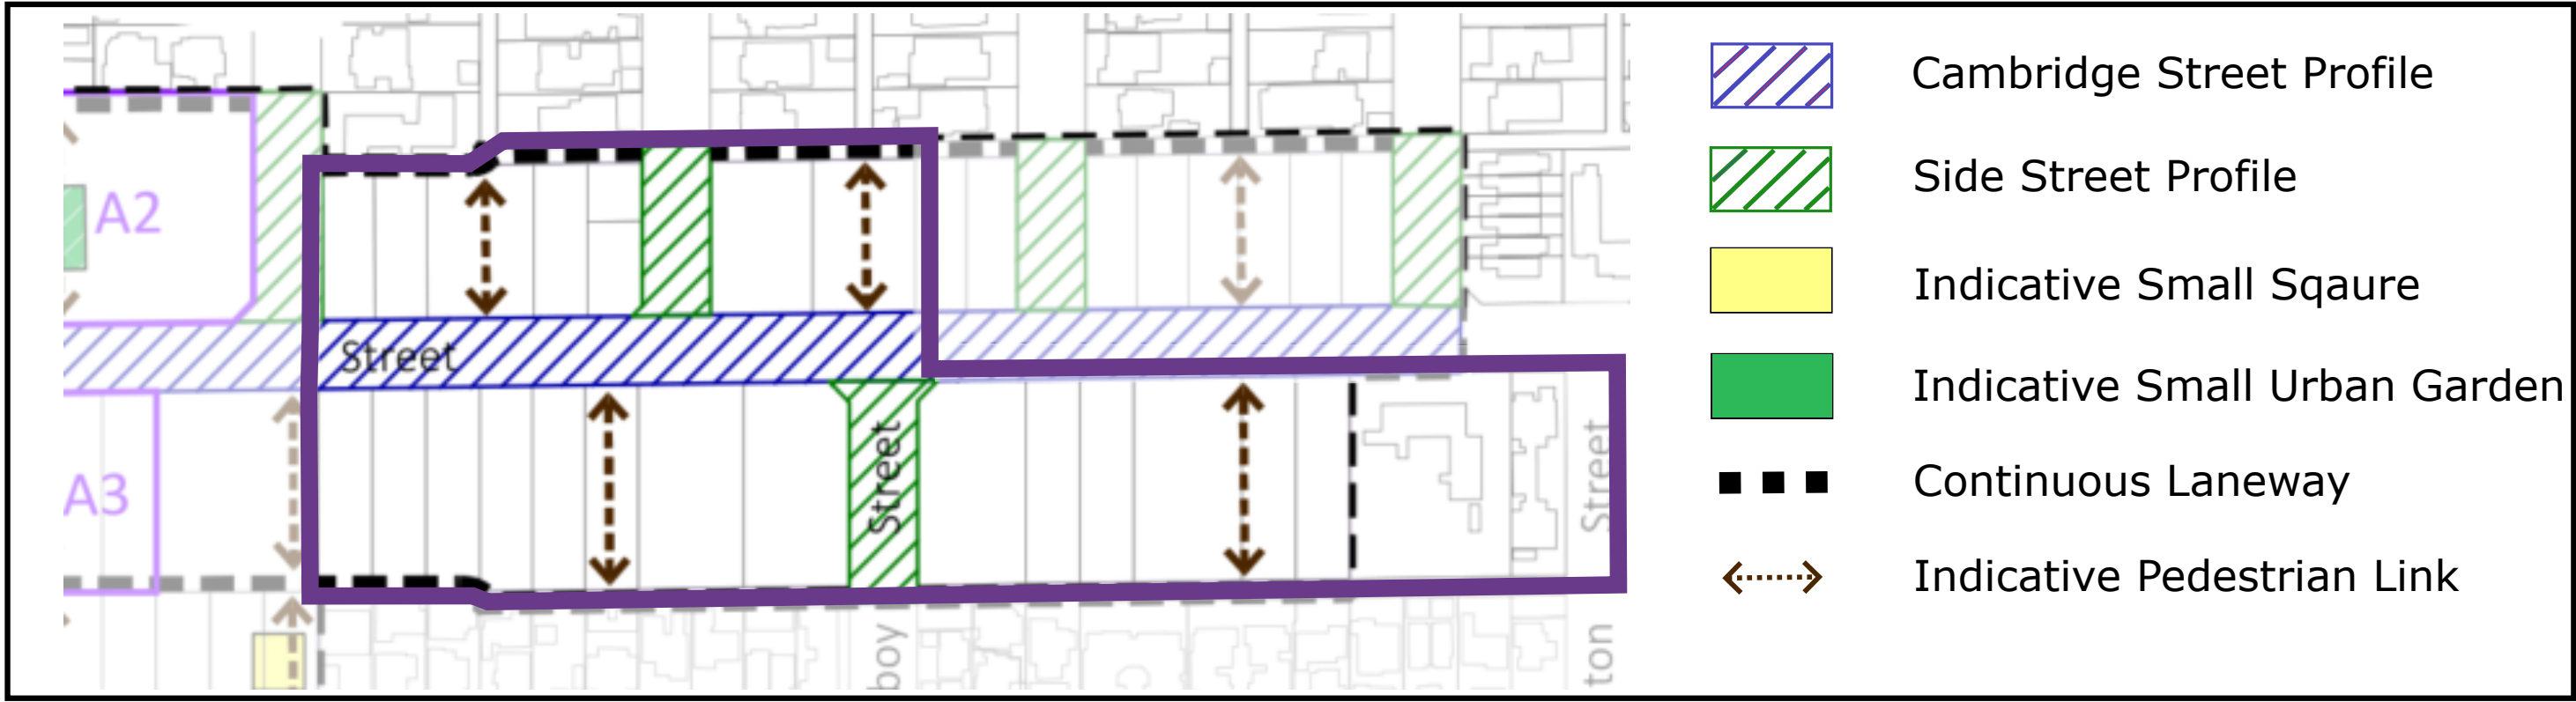 A2
A3
Street
Street
Street
boy
ton
Cambridge Street Profile
Side Street Profile
Indicative Small Sqaure
Indicative Small Urban Garden
Continuous Laneway
Indicative Pedestrian Link